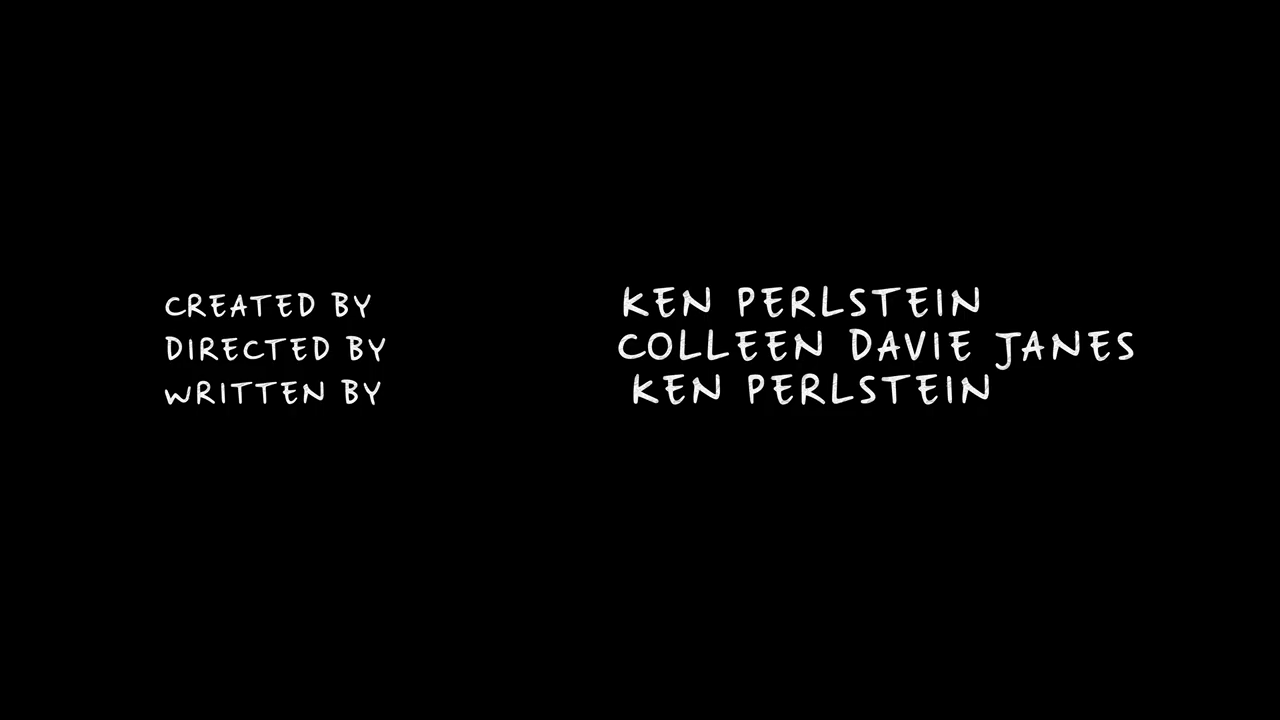 CREATED BY KEN PERLSTEIN
DIRECTED BY COLLEEN DAVIE JANES
WRITTEN BY KEN PERLSTEIN